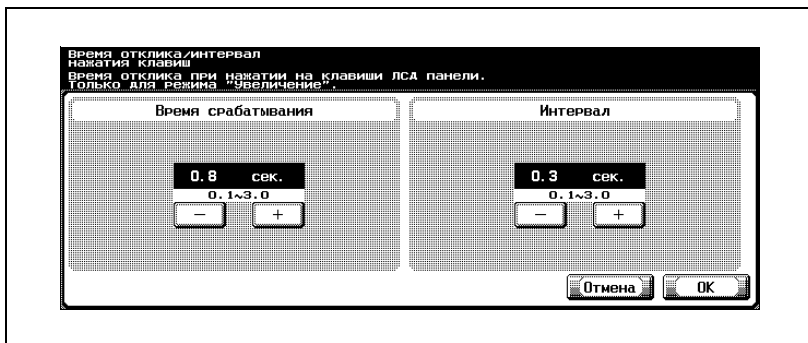 Время отклика/интервал
нажатия клавиш
Время отклика при нажатии на клавиши ЛСД панели.
Только для режима "Увеличение".
Время срабатывания
Интервал
0.8 сек.
0.3 сек.
0.1~3.0
0.1~3.0
− +
− +
Отмена
OK